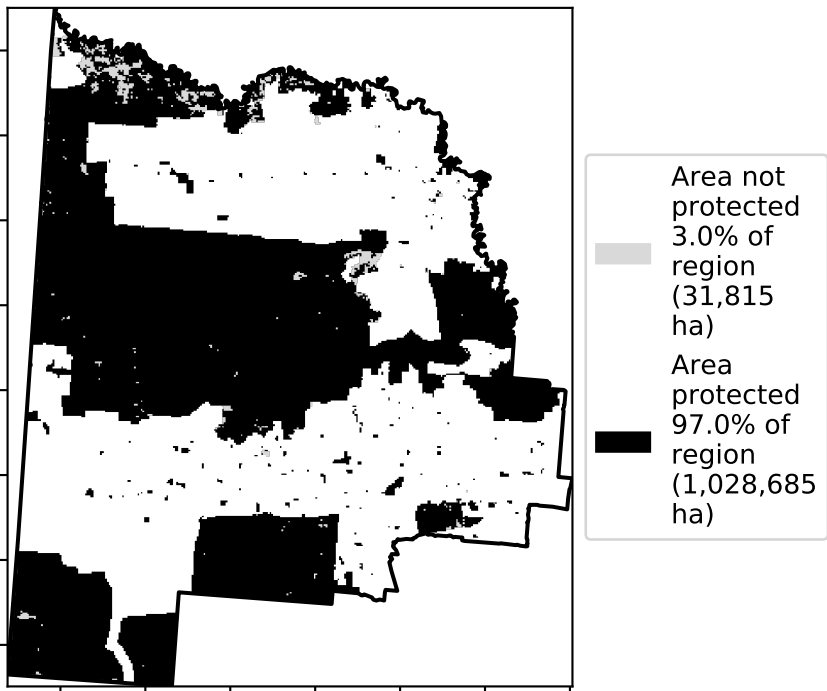 Area not
protected
3.0% of
region
(31,815
ha)
Area
protected
97.0% of
region
(1,028,685
ha)